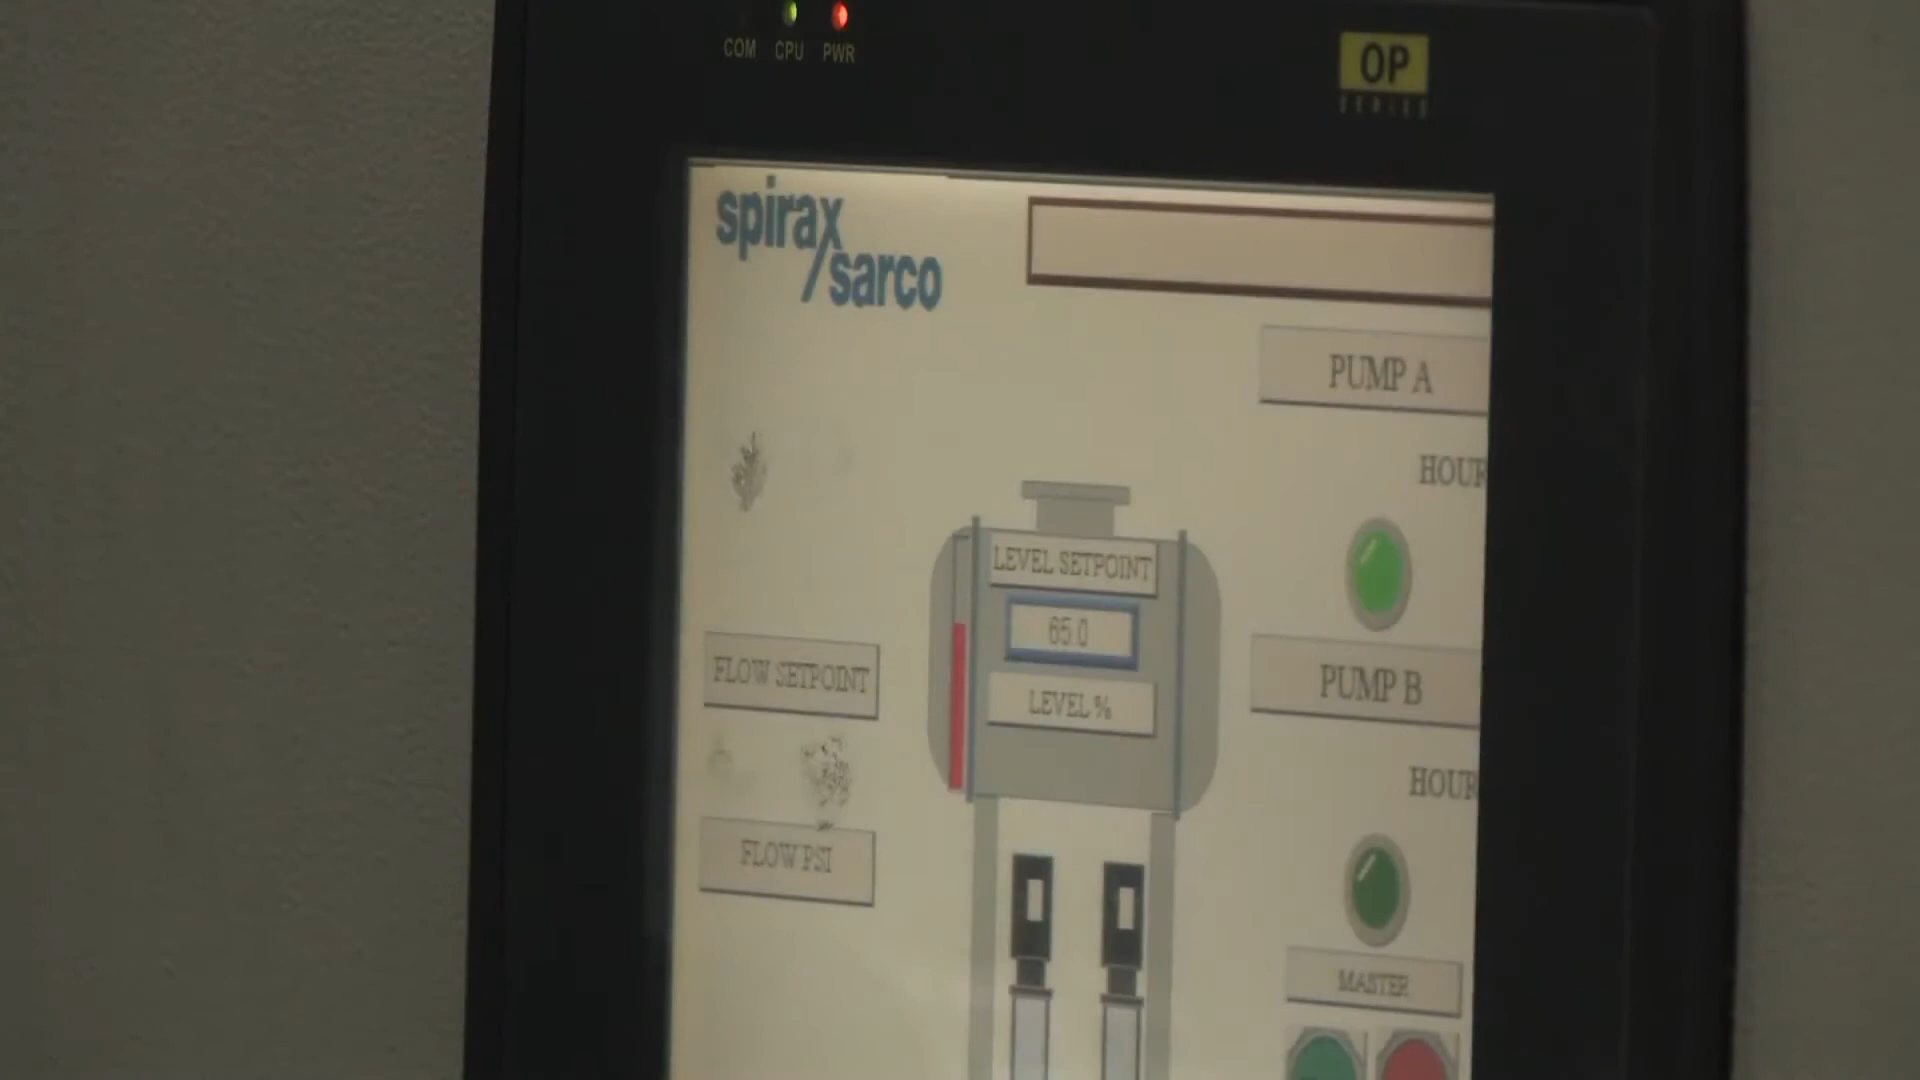 COM CPU PWR
OP
SERIES
spirax
sarco
PUMP A
HOUR
LEVEL SETPOINT
65.0
FLOW SETPOINT
LEVEL %
PUMP B
HOUR
FLOW PSI
MASTER